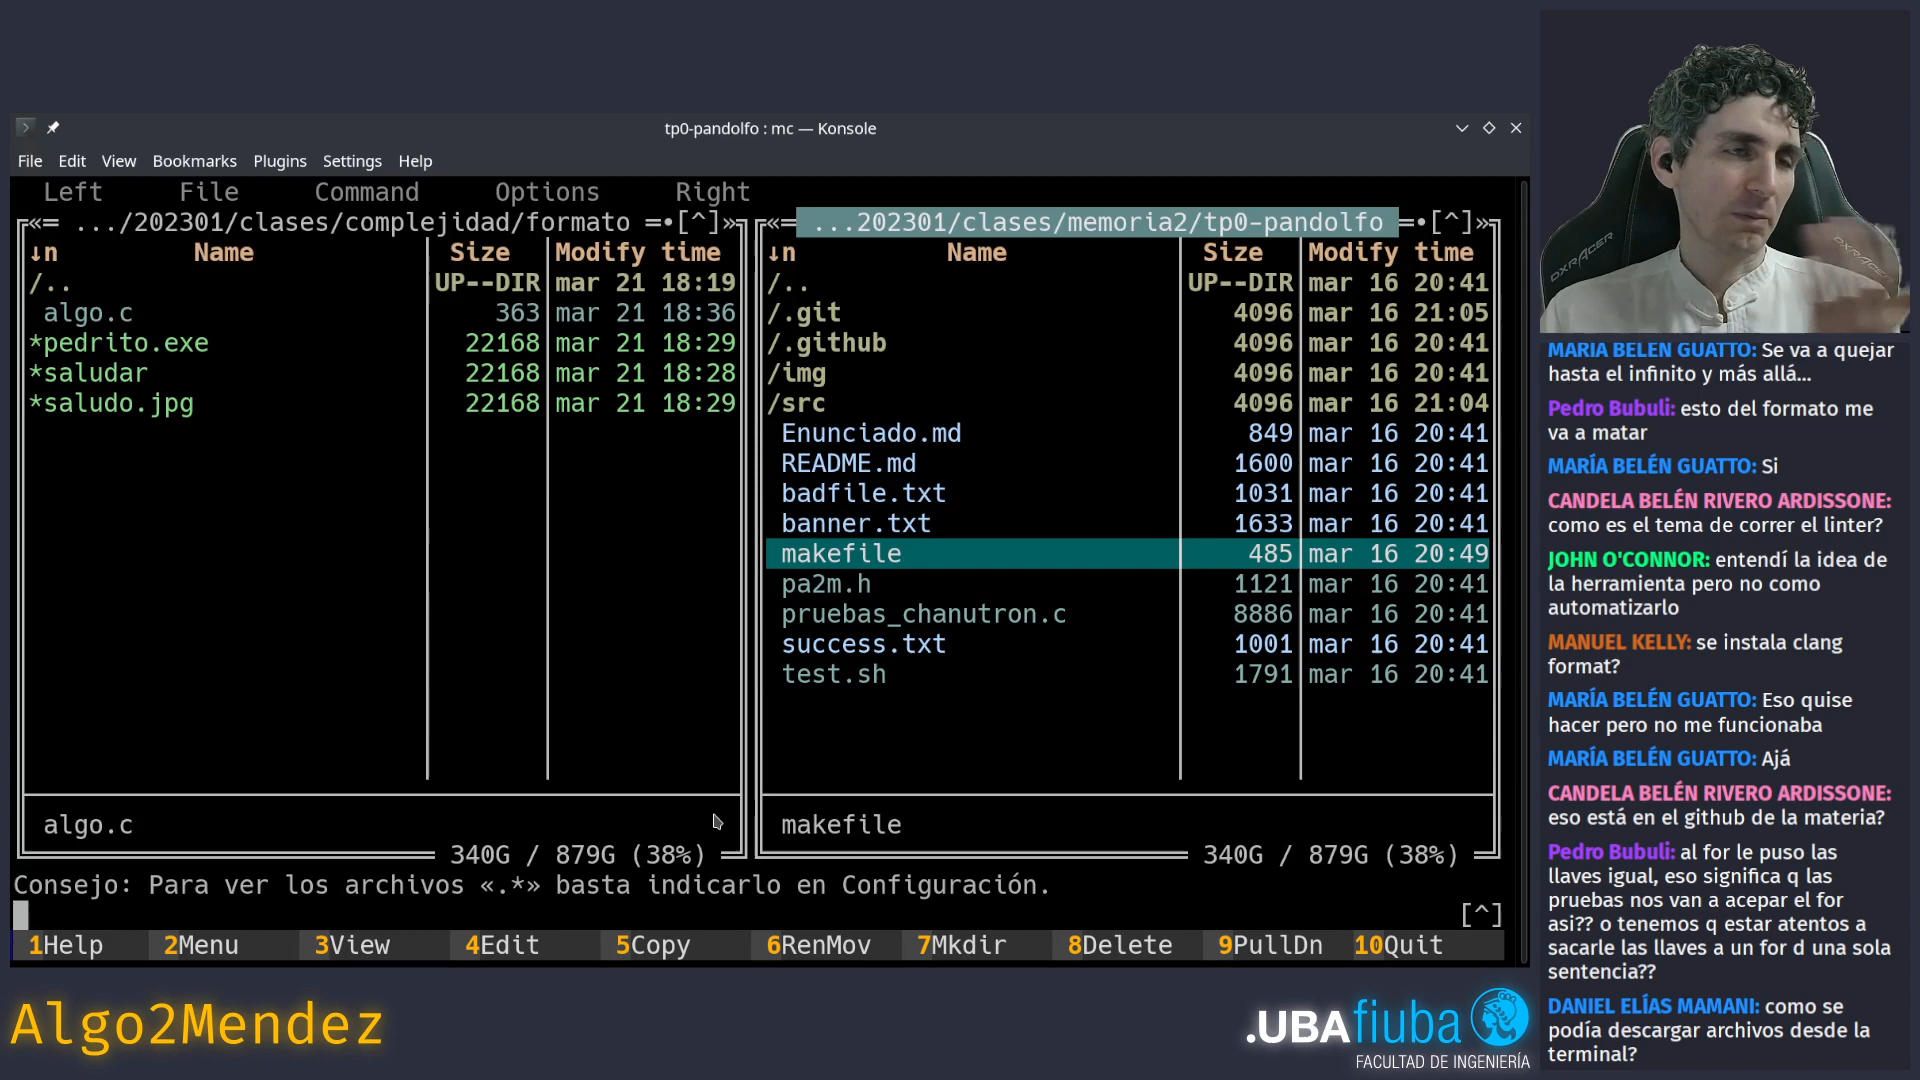 tp0-pandolfo : mc — Konsole
File Edit View Bookmarks Plugins Settings Help
Left File Command Options Right
«= .../202301/clases/complejidad/formato =•[^]»
↓n Name Size Modify time
/.. UP--DIR mar 21 18:19
algo.c 363 mar 21 18:36
*pedrito.exe 22168 mar 21 18:29
*saludar 22168 mar 21 18:28
*saludo.jpg 22168 mar 21 18:29
algo.c
340G / 879G (38%)
«= ...202301/clases/memoria2/tp0-pandolfo =•[^]»
↓n Name Size Modify time
/.. UP--DIR mar 16 20:41
/.git 4096 mar 16 21:05
/.github 4096 mar 16 20:41
/img 4096 mar 16 20:41
/src 4096 mar 16 21:04
Enunciado.md 849 mar 16 20:41
README.md 1600 mar 16 20:41
badfile.txt 1031 mar 16 20:41
banner.txt 1633 mar 16 20:41
makefile 485 mar 16 20:49
pa2m.h 1121 mar 16 20:41
pruebas_chanutron.c 8886 mar 16 20:41
success.txt 1001 mar 16 20:41
test.sh 1791 mar 16 20:41
makefile
340G / 879G (38%)
Consejo: Para ver los archivos «.*» basta indicarlo en Configuración.
[^]
1Help 2Menu 3View 4Edit 5Copy 6RenMov 7Mkdir 8Delete 9PullDn 10Quit
Algo2Mendez
.UBAfiuba
FACULTAD DE INGENIERÍA
DXRACER
DXRACER
MARÍA BELÉN GUATTO: Se va a quejar
hasta el infinito y más allá...
Pedro Bubuli: esto del formato me
va a matar
MARÍA BELÉN GUATTO: Si
CANDELA BELÉN RIVERO ARDISSONE:
como es el tema de correr el linter?
JOHN O'CONNOR: entendí la idea de
la herramienta pero no como
automatizarlo
MANUEL KELLY: se instala clang
format?
MARÍA BELÉN GUATTO: Eso quise
hacer pero no me funcionaba
MARÍA BELÉN GUATTO: Ajá
CANDELA BELÉN RIVERO ARDISSONE:
eso está en el github de la materia?
Pedro Bubuli: al for le puso las
llaves igual, eso significa q las
pruebas nos van a acepar el for
asi?? o tenemos q estar atentos a
sacarle las llaves a un for d una sola
sentencia??
DANIEL ELÍAS MAMANI: como se
podía descargar archivos desde la
terminal?